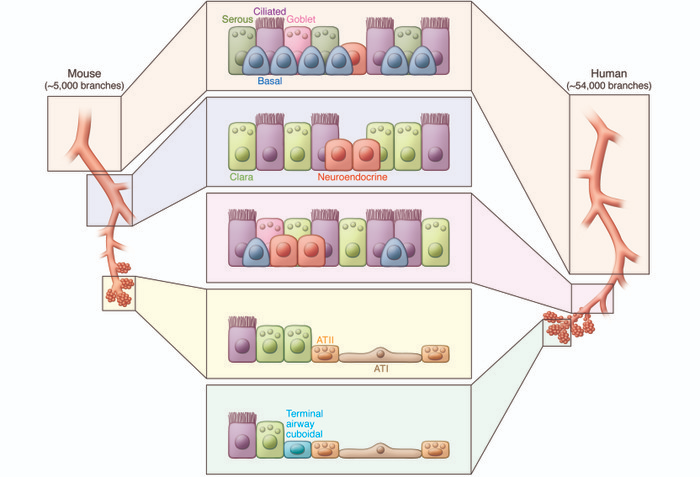 Ciliated
Serous Goblet
Basal
Mouse
(~5,000 branches)
Human
(~54,000 branches)
Clara
Neuroendocrine
ATII
ATI
Terminal
airway
cuboidal